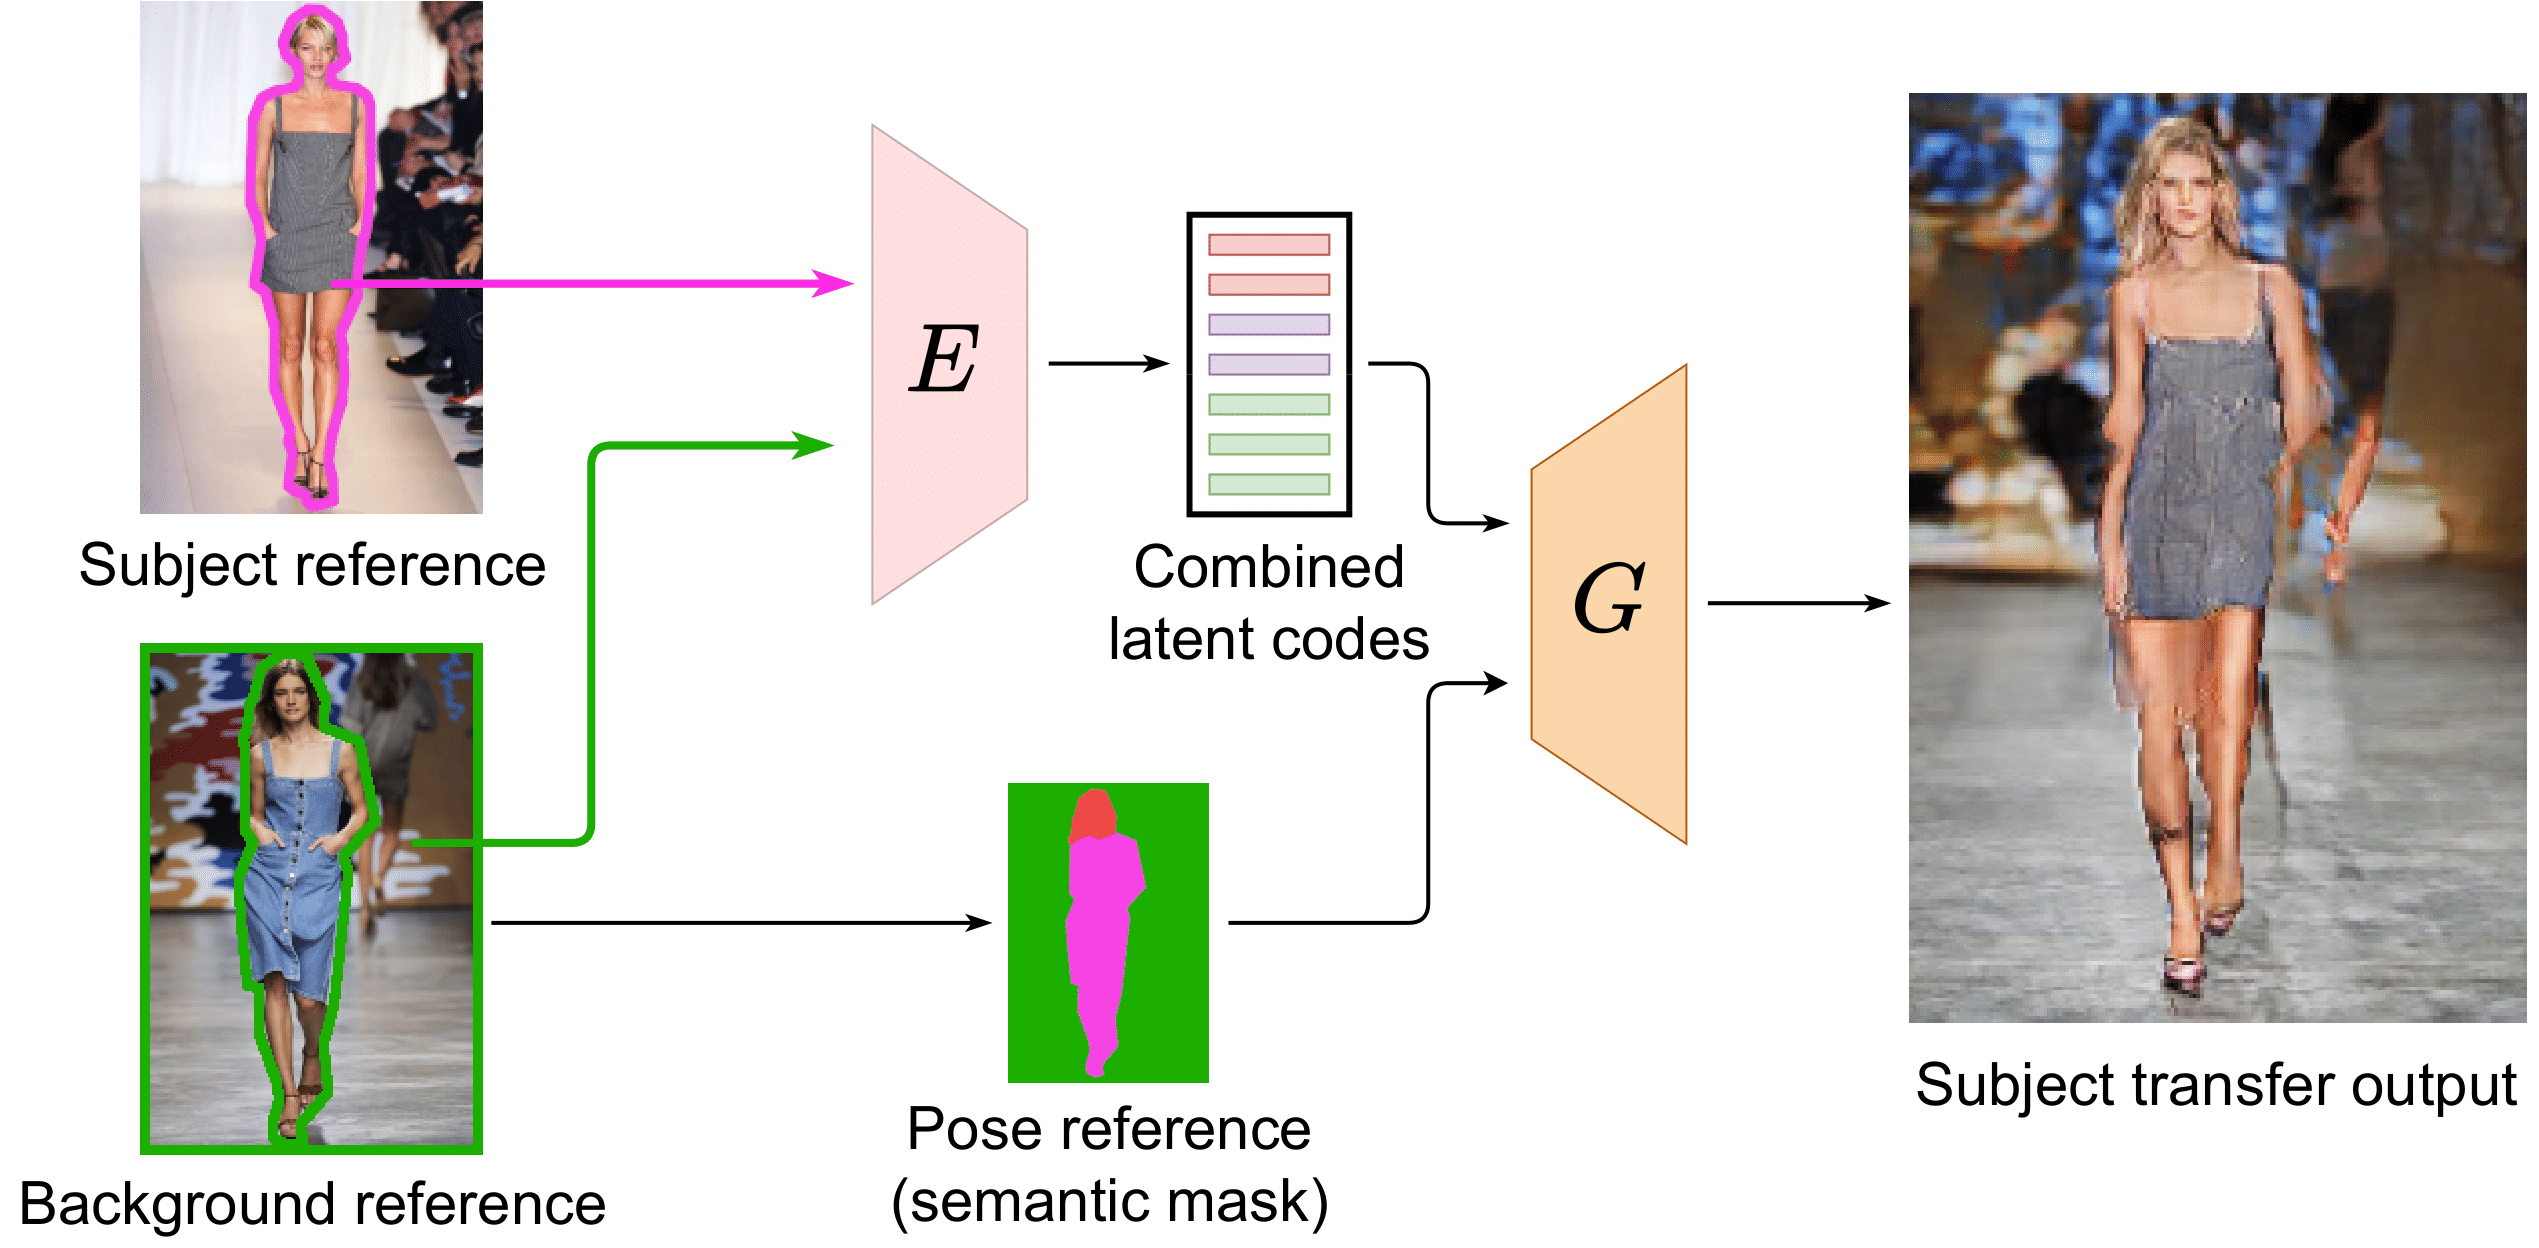 Subject reference
Background reference
E
Combined
latent codes
Pose reference
(semantic mask)
G
Subject transfer output